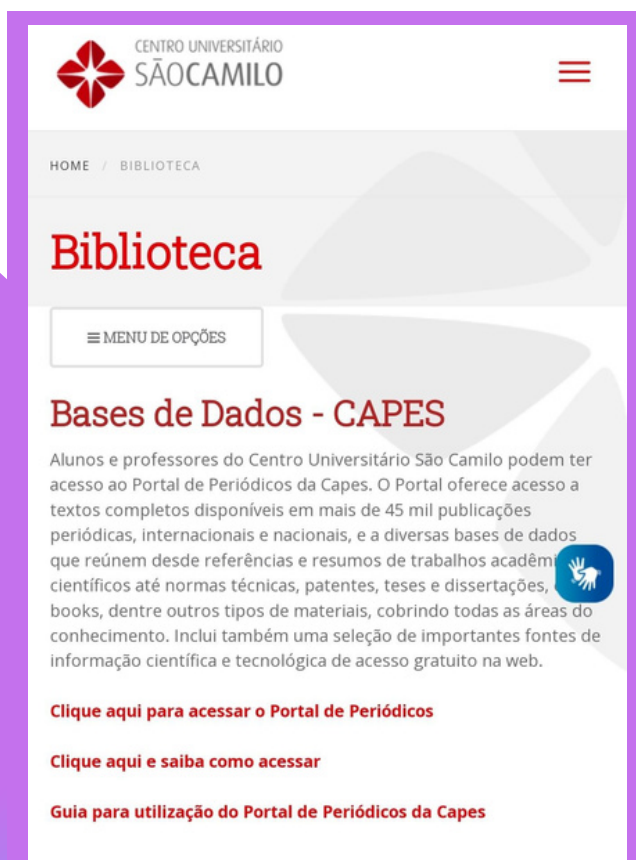 CENTRO UNIVERSITÁRIO
SÃOCAMILO
HOME / BIBLIOTECA
Biblioteca
MENU DE OPÇÕES
Bases de Dados - CAPES
Alunos e professores do Centro Universitário São Camilo podem ter
acesso ao Portal de Periódicos da Capes. O Portal oferece acesso a
textos completos disponíveis em mais de 45 mil publicações
periódicas, internacionais e nacionais, e a diversas bases de dados
que reúnem desde referências e resumos de trabalhos
científicos até normas técnicas, patentes, teses e dissertações,
books, dentre outros tipos de materiais, cobrindo todas as áreas do
conhecimento. Inclui também uma seleção de importantes fontes de
informação científica e tecnológica de acesso gratuito na web.
Clique aqui para acessar o Portal de Periódicos
Clique aqui e saiba como acessar
Guia para utilização do Portal de Periódicos da Capes